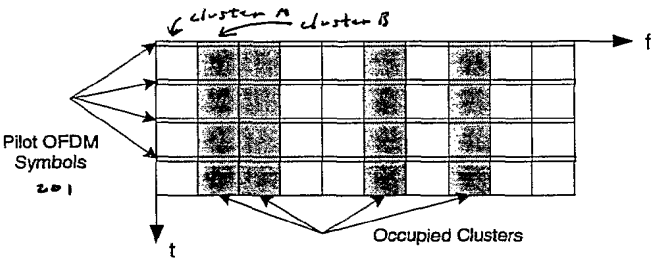 cluster A
cluster B
f
Pilot OFDM
Symbols
201
t
Occupied Clusters